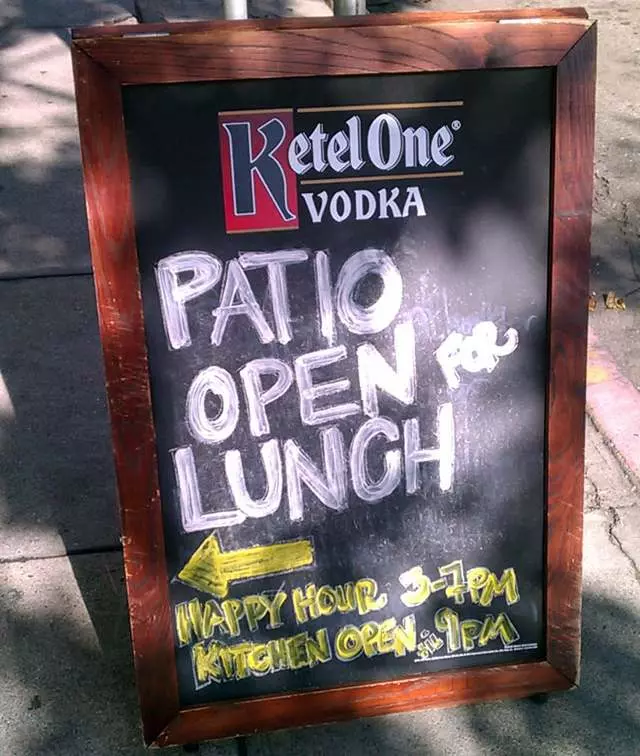 Ketel One®
VODKA
PATIO
OPEN FOR
LUNCH
HAPPY HOUR 3-7PM
KITCHEN OPEN til 9PM